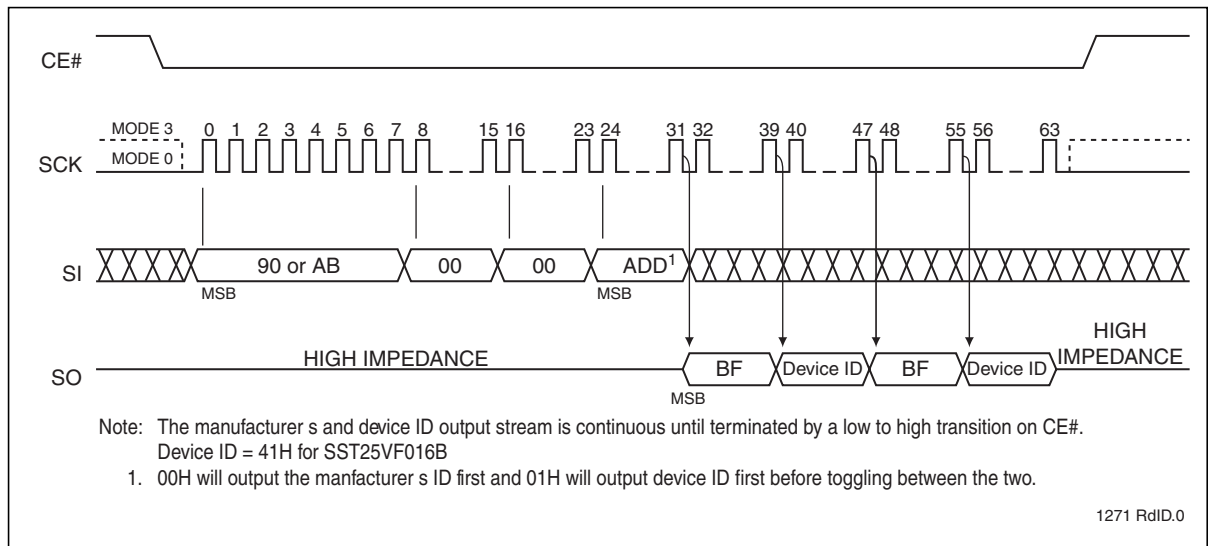 CE#
MODE 3
MODE 0
SCK
0 1 2 3 4 5 6 7 8 15 16 23 24 31 32 39 40 47 48 55 56 63
SI
90 or AB 00 00 ADD1
MSB MSB
HIGH IMPEDANCE
HIGH IMPEDANCE
SO
BF Device ID BF Device ID
MSB
Note: The manufacturer s and device ID output stream is continuous until terminated by a low to high transition on CE#.
Device ID = 41H for SST25VF016B
1. 00H will output the manfacturer s ID first and 01H will output device ID first before toggling between the two.
1271 RdID.0